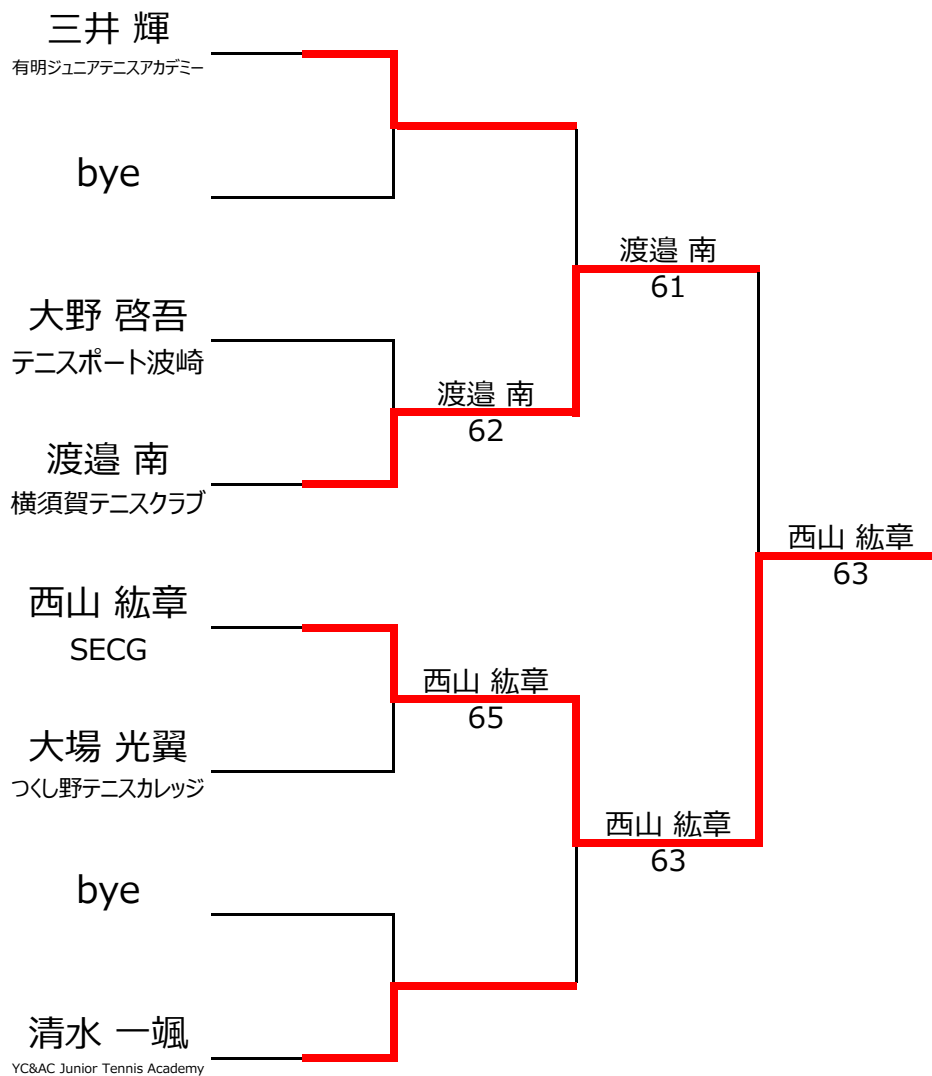 三井 輝
有明ジュニアテニスアカデミー
bye
大野 啓吾
テニスポート波崎
渡邉 南
横須賀テニスクラブ
西山 紘章
SECG
大場 光翼
つくし野テニスカレッジ
bye
清水 一颯
YC&AC Junior Tennis Academy
渡邉 南
62
西山 紘章
65
渡邉 南
61
西山 紘章
63
西山 紘章
63